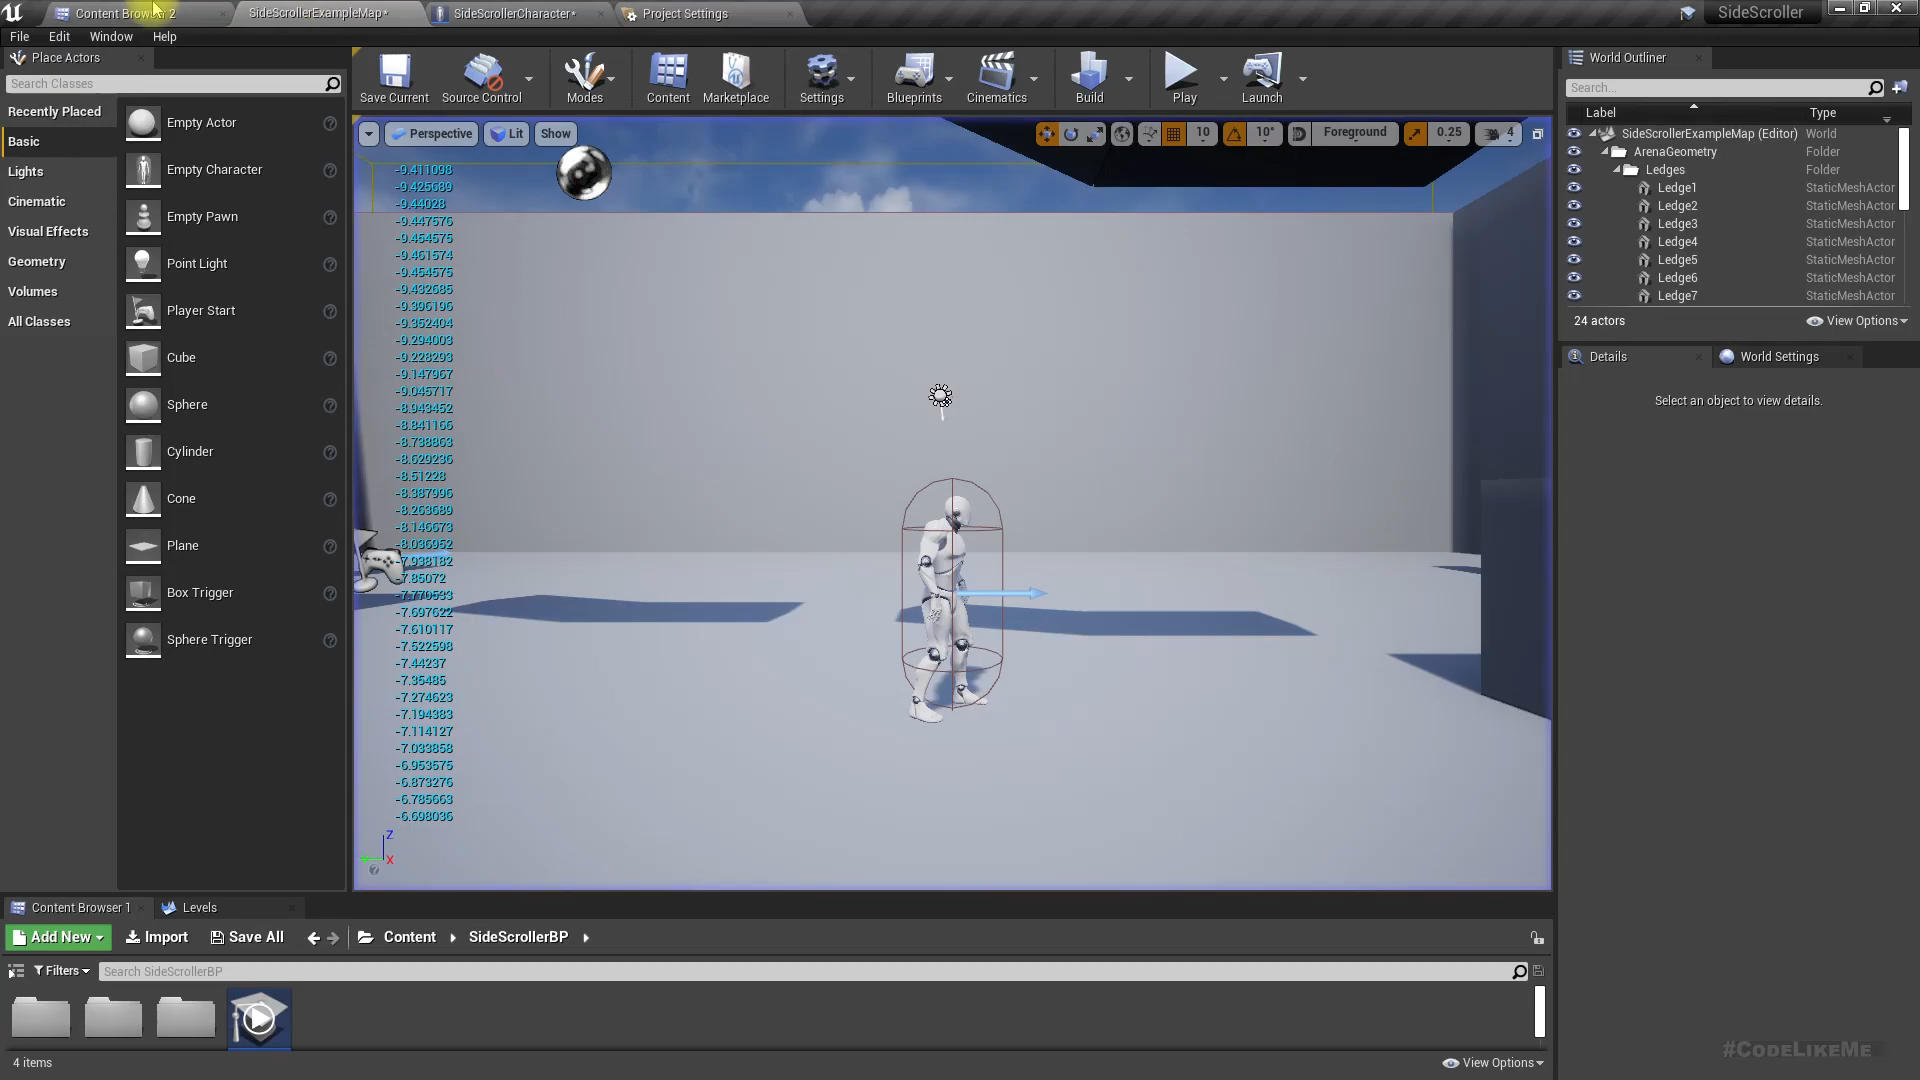 Content Browser 2
SideScrollerExampleMap*
SideScrollerCharacter*
Project Settings
SideScroller
File
Edit
Window
Help
Place Actors
Search Classes
Recently Placed
Basic
Lights
Cinematic
Visual Effects
Geometry
Volumes
All Classes
Empty Actor
Empty Character
Empty Pawn
Point Light
Player Start
Cube
Sphere
Cylinder
Cone
Plane
Box Trigger
Sphere Trigger
Save Current
Source Control
Modes
Content
Marketplace
Settings
Blueprints
Cinematics
Build
Play
Launch
Perspective
Lit
Show
10
10°
Foreground
0.25
4
-9.411098
-9.425689
-9.44028
-9.447576
-9.454575
-9.461574
-9.454575
-9.432685
-9.396196
-9.352404
-9.294003
-9.228293
-9.147967
-9.045717
-8.943452
-8.841166
-8.738863
-8.629236
-8.51228
-8.387996
-8.263689
-8.146673
-8.036952
-7.938182
-7.85072
-7.770533
-7.697622
-7.610117
-7.522598
-7.44237
-7.35485
-7.274623
-7.194383
-7.114127
-7.033858
-6.953575
-6.873276
-6.785663
-6.698036
Z
X
World Outliner
Search...
Label
Type
SideScrollerExampleMap (Editor) World
ArenaGeometry Folder
Ledges Folder
Ledge1 StaticMeshActor
Ledge2 StaticMeshActor
Ledge3 StaticMeshActor
Ledge4 StaticMeshActor
Ledge5 StaticMeshActor
Ledge6 StaticMeshActor
Ledge7 StaticMeshActor
24 actors
View Options
Details
World Settings
Select an object to view details.
Content Browser 1
Levels
Add New
Import
Save All
Content
SideScrollerBP
Filters
Search SideScrollerBP
4 items
View Options
#CodeLikeMe